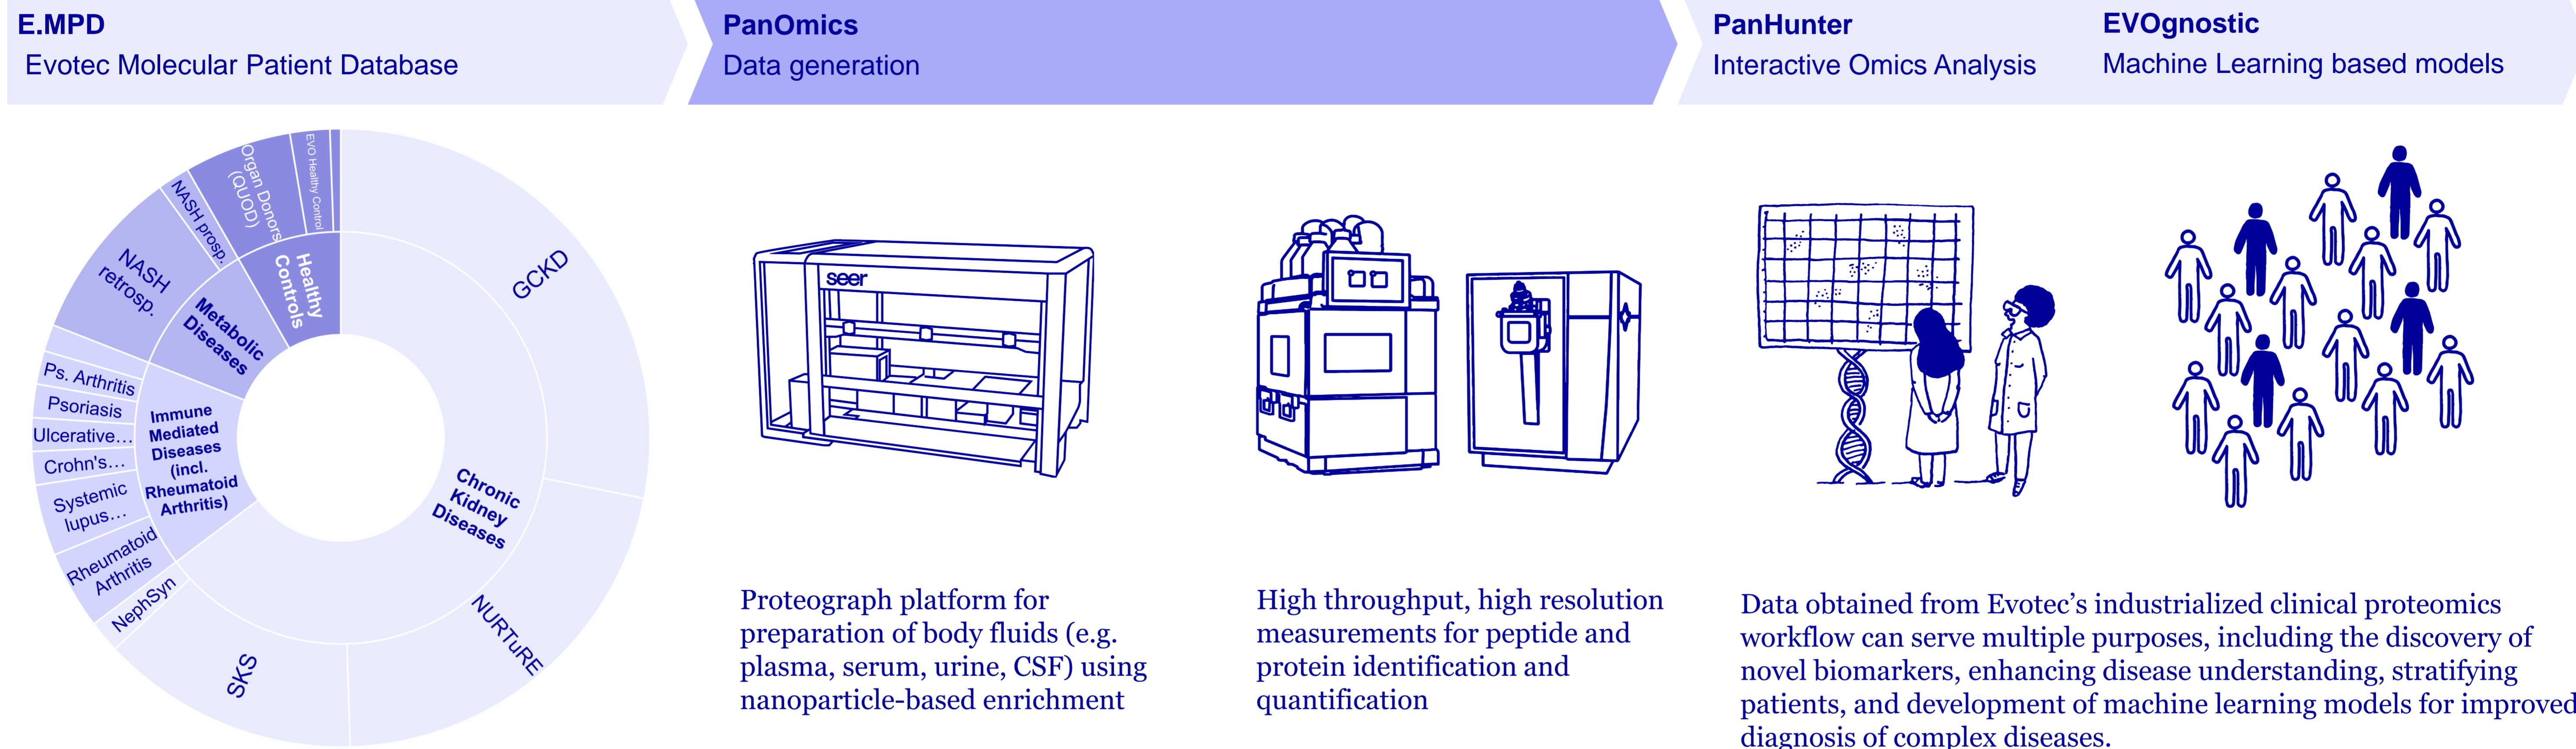 E.MPD
Evotec Molecular Patient Database
PanOmics
Data generation
PanHunter
Interactive Omics Analysis
EVOgnostic
Machine Learning based models
EVO Healthy Control
Organ Donors
(QUOD)
NASH prosp.
NASH
retrosp.
Healthy
Controls
Metabolic
Diseases
Ps. Arthritis
Psoriasis
Ulcerative…
Crohn's…
Systemic
lupus…
Rheumatoid
Arthritis
Immune
Mediated
Diseases
(incl.
Rheumatoid
Arthritis)
NephSyn
SKS
NURTuRE
GCKD
Chronic
Kidney
Diseases
seer
Proteograph platform for
preparation of body fluids (e.g.
plasma, serum, urine, CSF) using
nanoparticle-based enrichment
High throughput, high resolution
measurements for peptide and
protein identification and
quantification
Data obtained from Evotec’s industrialized clinical proteomics
workflow can serve multiple purposes, including the discovery of
novel biomarkers, enhancing disease understanding, stratifying
patients, and development of machine learning models for improved
diagnosis of complex diseases.